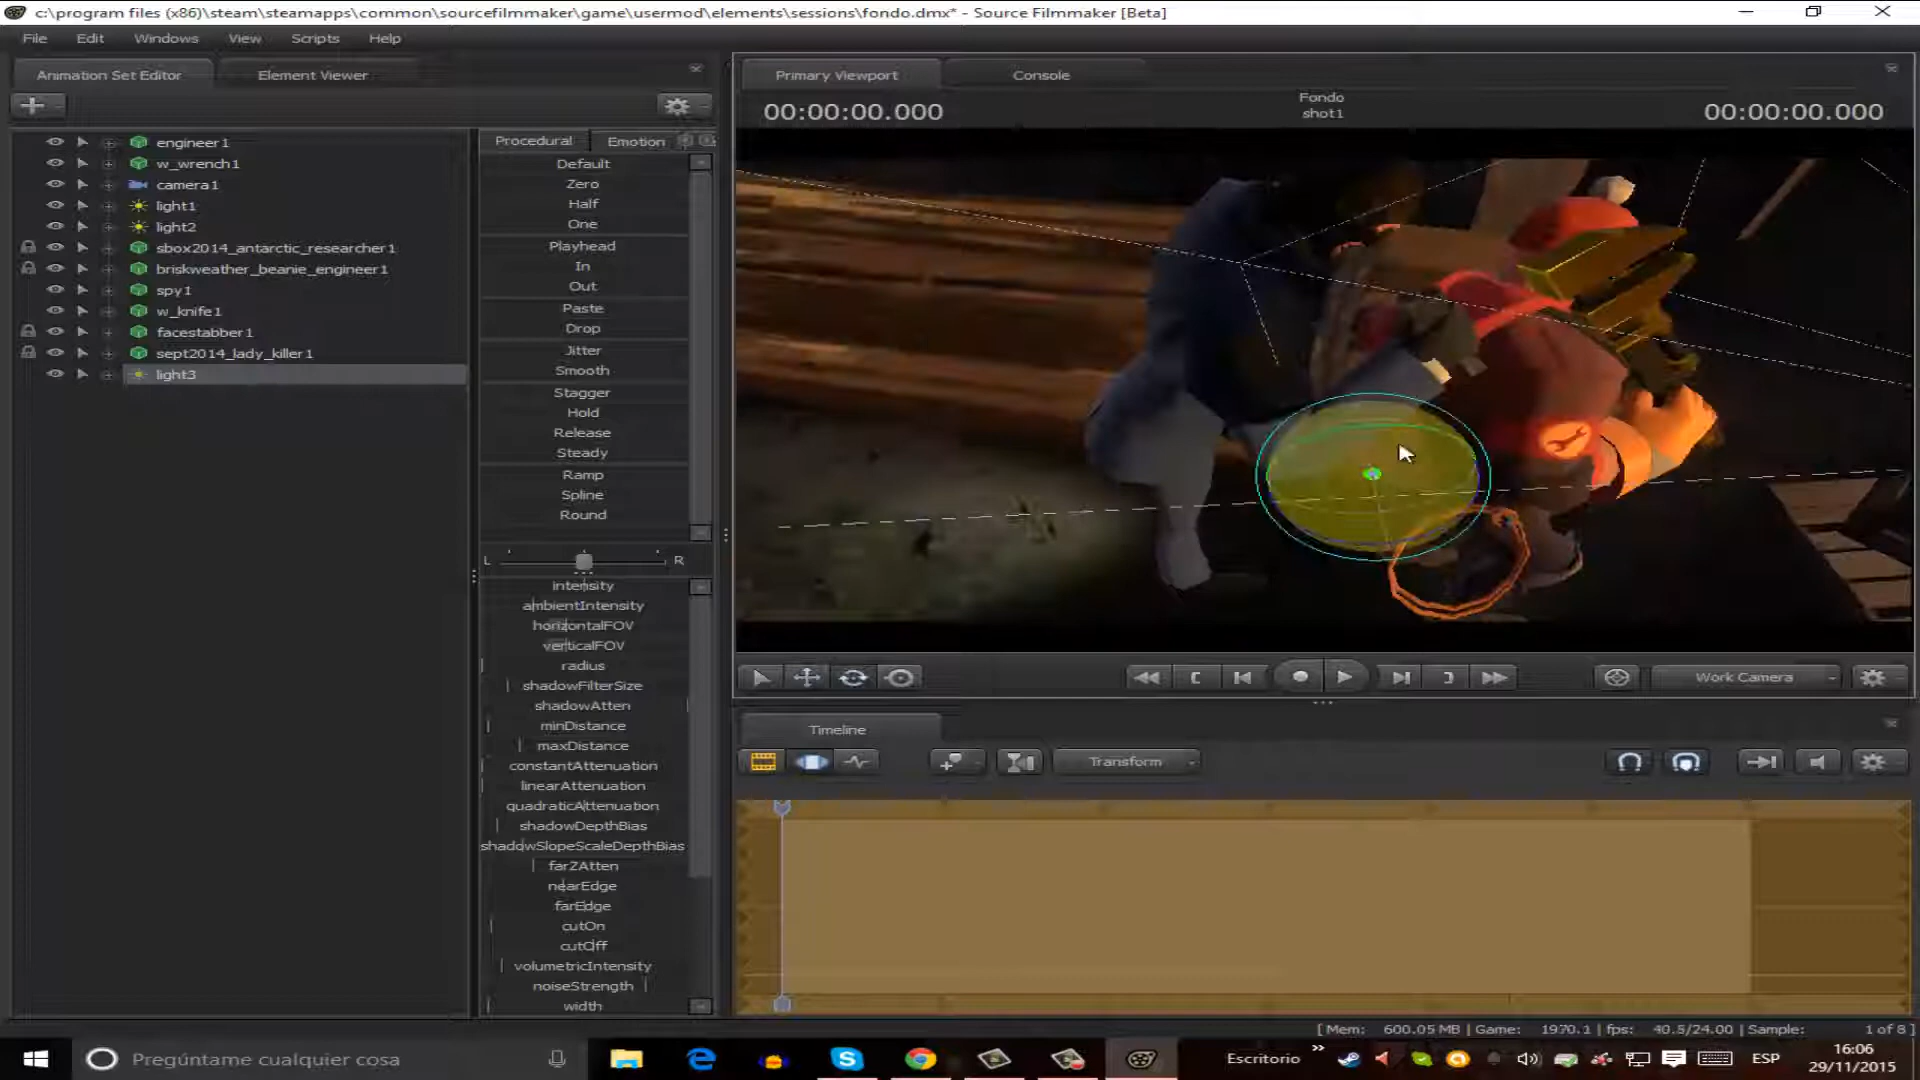 c:\program files (x86)\steam\steamapps\common\sourcefilmmaker\game\usermod\elements\sessions\fondo.dmx* - Source Filmmaker [Beta]
File Edit Windows View Scripts Help
Animation Set Editor Element Viewer
engineer1
w_wrench1
camera1
light1
light2
sbox2014_antarctic_researcher1
briskweather_beanie_engineer1
spy1
w_knife1
facestabber1
sept2014_lady_killer1
light3
Procedural Emotion
Default
Zero
Half
One
Playhead
In
Out
Paste
Drop
Jitter
Smooth
Stagger
Hold
Release
Steady
Ramp
Spline
Round
L R
intensity
ambientIntensity
horizontalFOV
verticalFOV
radius
shadowFilterSize
shadowAtten
minDistance
maxDistance
constantAttenuation
linearAttenuation
quadraticAttenuation
shadowDepthBias
shadowSlopeScaleDepthBias
farZAtten
nearEdge
farEdge
cutOn
cutOff
volumetricIntensity
noiseStrength
width
Primary Viewport Console
00:00:00.000 Fondo 00:00:00.000
shot1
Work Camera
Timeline
Transform
[ Mem: 600.05 MB | Game: 1970.1 | fps: 40.5/24.00 | Sample: 1 of 8 ]
Pregúntame cualquier cosa
Escritorio
ESP
16:06
29/11/2015